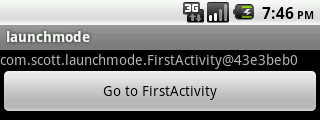 3G 7:46 PM
launchmode
com.scott.launchmode.FirstActivity@43e3beb0
Go to FirstActivity